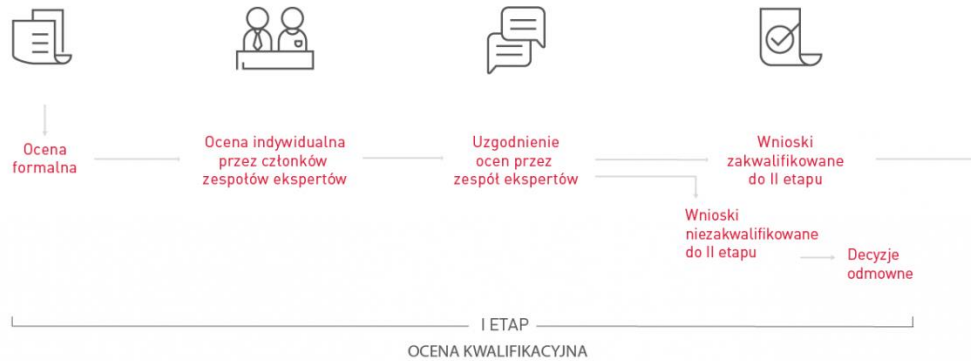 Ocena
formalna
Ocena indywidualna
przez członków
zespołów ekspertów
Uzgodnienie
ocen przez
zespół ekspertów
Wnioski
zakwalifikowane
do II etapu
Wnioski
niezakwalifikowane
do II etapu
Decyzje
odmowne
I ETAP
OCENA KWALIFIKACYJNA